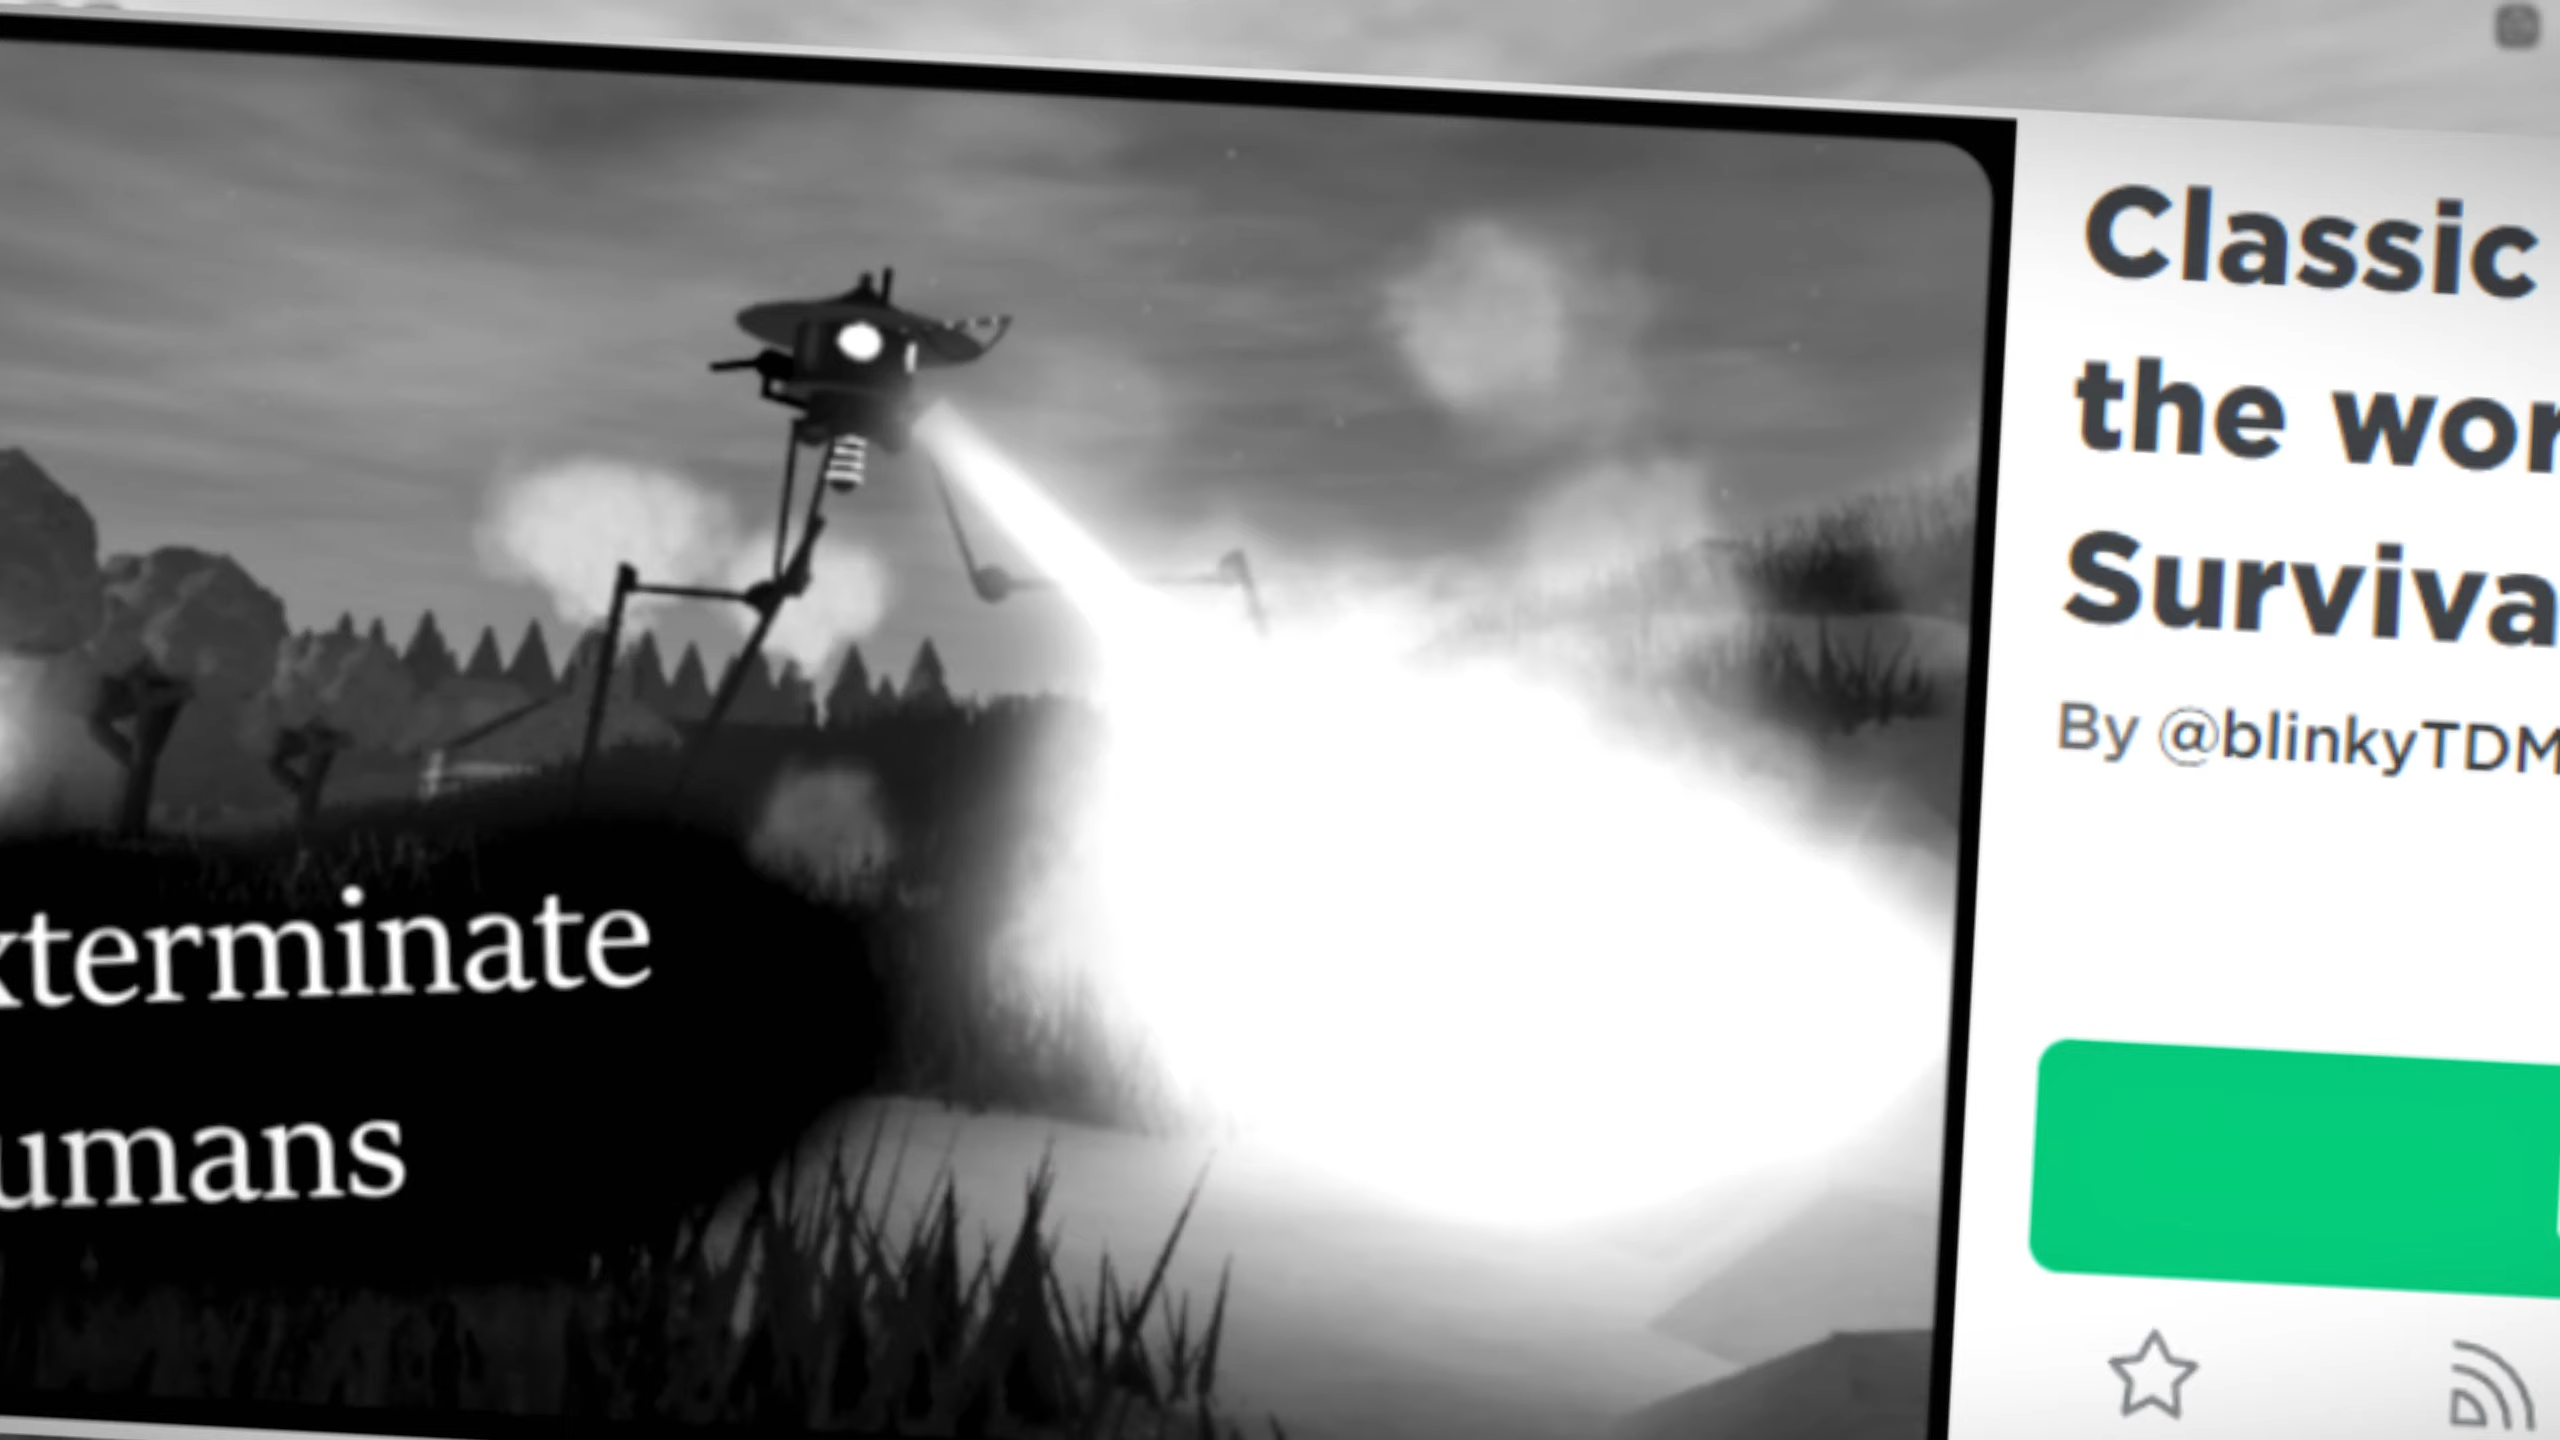 xterminate
umans
Classic
the wor
Surviva
By @blinkyTDM